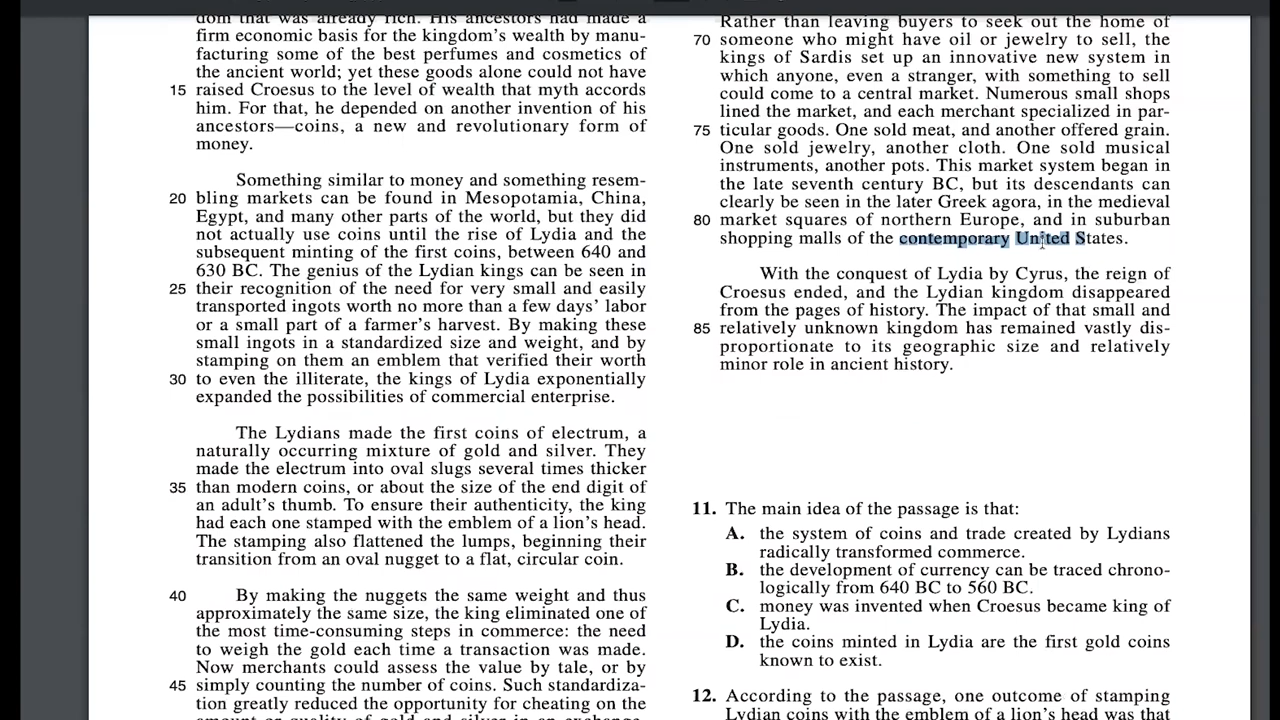 dom that was already rich. His ancestors had made a
firm economic basis for the kingdom's wealth by manu-
facturing some of the best perfumes and cosmetics of
the ancient world; yet these goods alone could not have
15 raised Croesus to the level of wealth that myth accords
him. For that, he depended on another invention of his
ancestors—coins, a new and revolutionary form of
money.
Something similar to money and something resem-
20 bling markets can be found in Mesopotamia, China,
Egypt, and many other parts of the world, but they did
not actually use coins until the rise of Lydia and the
subsequent minting of the first coins, between 640 and
630 BC. The genius of the Lydian kings can be seen in
25 their recognition of the need for very small and easily
transported ingots worth no more than a few days' labor
or a small part of a farmer's harvest. By making these
small ingots in a standardized size and weight, and by
stamping on them an emblem that verified their worth
30 to even the illiterate, the kings of Lydia exponentially
expanded the possibilities of commercial enterprise.
The Lydians made the first coins of electrum, a
naturally occurring mixture of gold and silver. They
made the electrum into oval slugs several times thicker
35 than modern coins, or about the size of the end digit of
an adult's thumb. To ensure their authenticity, the king
had each one stamped with the emblem of a lion's head.
The stamping also flattened the lumps, beginning their
transition from an oval nugget to a flat, circular coin.
40 By making the nuggets the same weight and thus
approximately the same size, the king eliminated one of
the most time-consuming steps in commerce: the need
to weigh the gold each time a transaction was made.
Now merchants could assess the value by tale, or by
45 simply counting the number of coins. Such standardiza-
tion greatly reduced the opportunity for cheating on the
amount or quality of gold and silver in an exchange.
Rather than leaving buyers to seek out the home of
70 someone who might have oil or jewelry to sell, the
kings of Sardis set up an innovative new system in
which anyone, even a stranger, with something to sell
could come to a central market. Numerous small shops
lined the market, and each merchant specialized in par-
75 ticular goods. One sold meat, and another offered grain.
One sold jewelry, another cloth. One sold musical
instruments, another pots. This market system began in
the late seventh century BC, but its descendants can
clearly be seen in the later Greek agora, in the medieval
80 market squares of northern Europe, and in suburban
shopping malls of the contemporary United States.
With the conquest of Lydia by Cyrus, the reign of
Croesus ended, and the Lydian kingdom disappeared
from the pages of history. The impact of that small and
85 relatively unknown kingdom has remained vastly dis-
proportionate to its geographic size and relatively
minor role in ancient history.
11. The main idea of the passage is that:
A. the system of coins and trade created by Lydians
radically transformed commerce.
B. the development of currency can be traced chrono-
logically from 640 BC to 560 BC.
C. money was invented when Croesus became king of
Lydia.
D. the coins minted in Lydia are the first gold coins
known to exist.
12. According to the passage, one outcome of stamping
Lydian coins with the emblem of a lion's head was that